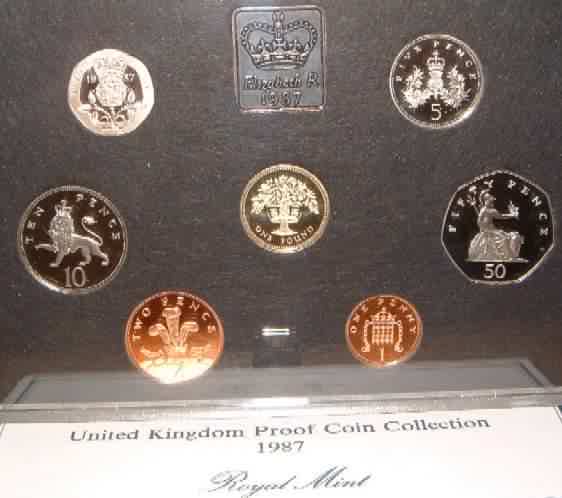 Elizabeth R
1987
1987
FIVE PENCE
5
TEN PENCE
10
ONE POUND
FIFTY PENCE
50
TWO PENCE
ONE PENNY
1
United Kingdom Proof Coin Collection
1987
Royal Mint